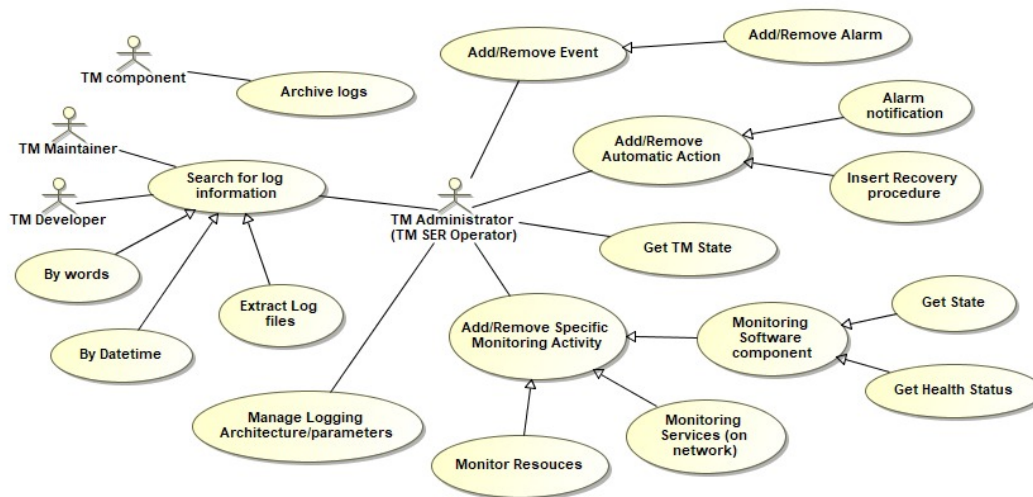 Add/Remove Alarm
Add/Remove Event
TM component
Archive logs
Alarm
notification
TM Maintainer
Add/Remove
Automatic Action
Search for log
information
Insert Recovery
procedure
TM Developer
TM Administrator
(TM SER Operator)
Get TM State
By words
Extract Log
files
Get State
Add/Remove Specific
Monitoring Activity
Monitoring
Software
component
By Datetime
Get Health Status
Manage Logging
Architecture/parameters
Monitoring
Services (on
network)
Monitor Resouces